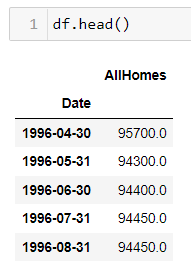 1 df.head()
AllHomes
Date
1996-04-30 95700.0
1996-05-31 94300.0
1996-06-30 94400.0
1996-07-31 94450.0
1996-08-31 94450.0